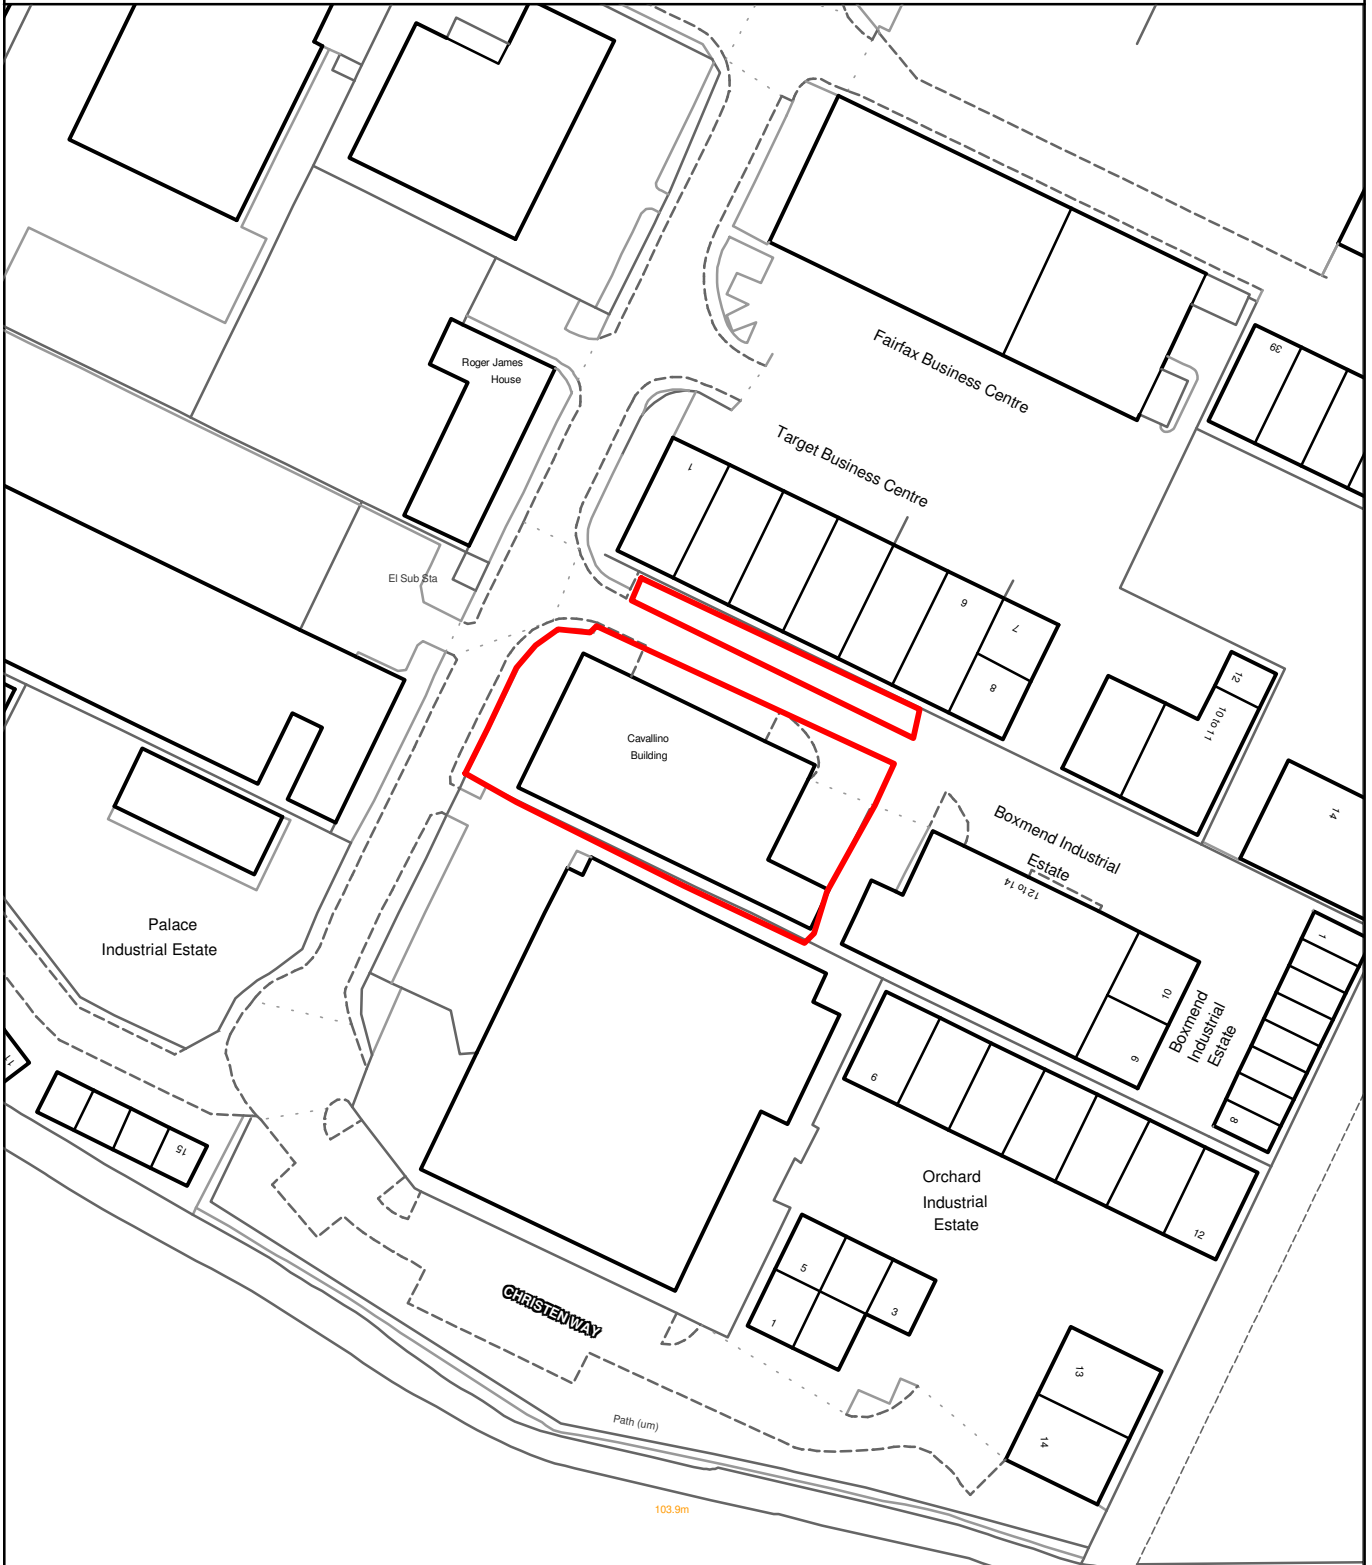 Roger James
House
Fairfax Business Centre
39
Target Business Centre
1
6
7
8
El Sub Sta
12
10 to 11
14
Cavallino
Building
Boxmend Industrial
Estate
12 to 14
Palace
Industrial Estate
1
10
9
Boxmend
Industrial
Estate
8
11
15
6
12
Orchard
Industrial
Estate
5
3
1
CHRISTEN WAY
13
14
Path (um)
103.9m